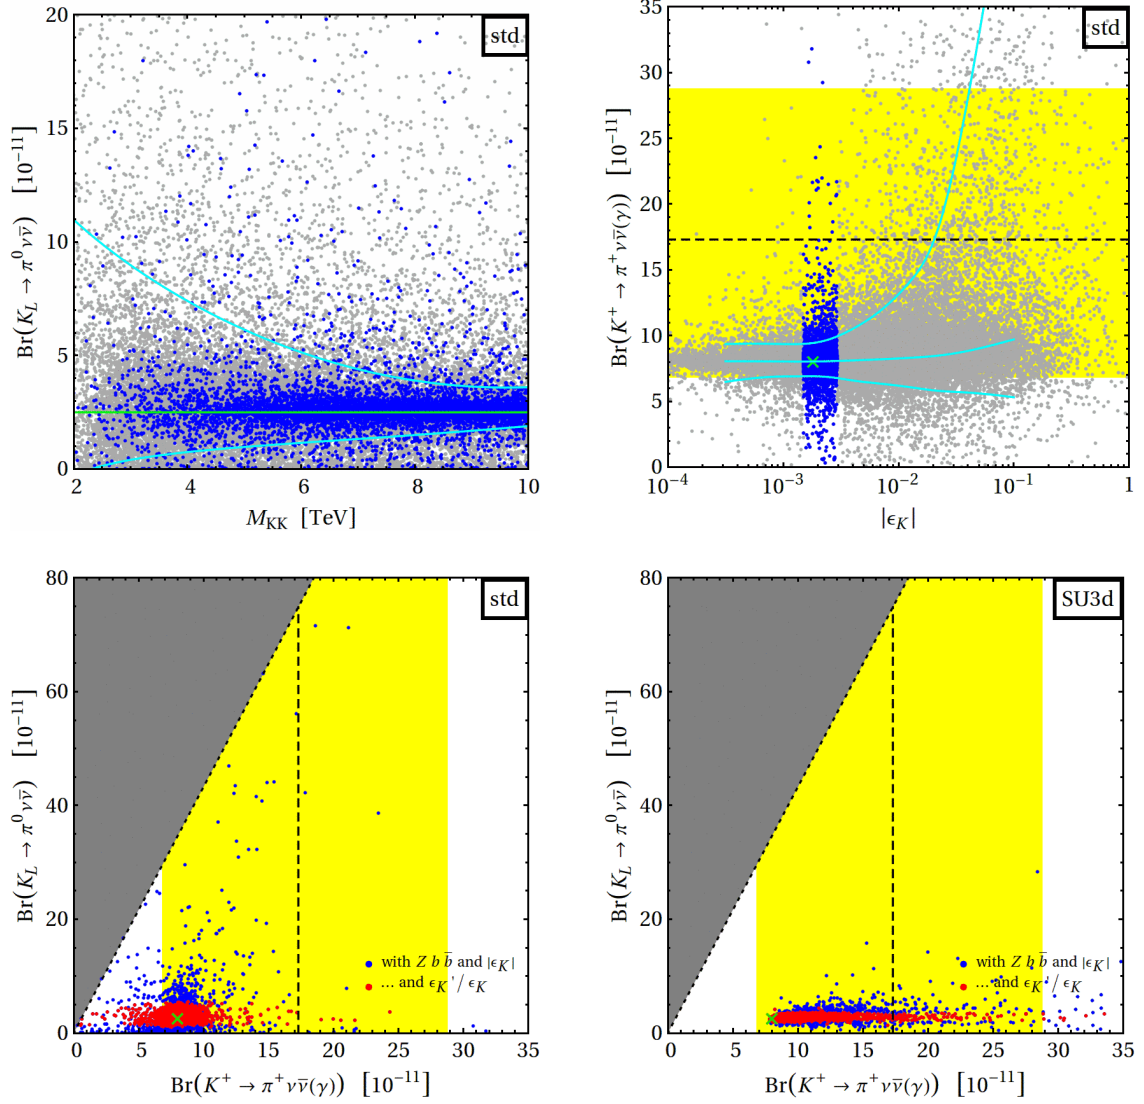 std
Br(K_L → π⁰νν̄) [10⁻¹¹]
20
15
10
5
0
2 4 6 8 10
M_KK [TeV]
std
Br(K⁺ → π⁺νν̄(γ)) [10⁻¹¹]
35
30
25
20
15
10
5
0
10⁻⁴ 10⁻³ 10⁻² 10⁻¹ 1
|ϵ_K|
std
Br(K_L → π⁰νν̄) [10⁻¹¹]
80
60
40
20
0
with Z b b̄ and |ϵ_K|
... and ϵ_K'/ϵ_K
0 5 10 15 20 25 30 35
Br(K⁺ → π⁺νν̄(γ)) [10⁻¹¹]
SU3d
Br(K_L → π⁰νν̄) [10⁻¹¹]
80
60
40
20
0
with Z b b̄ and |ϵ_K|
... and ϵ_K'/ϵ_K
0 5 10 15 20 25 30 35
Br(K⁺ → π⁺νν̄(γ)) [10⁻¹¹]